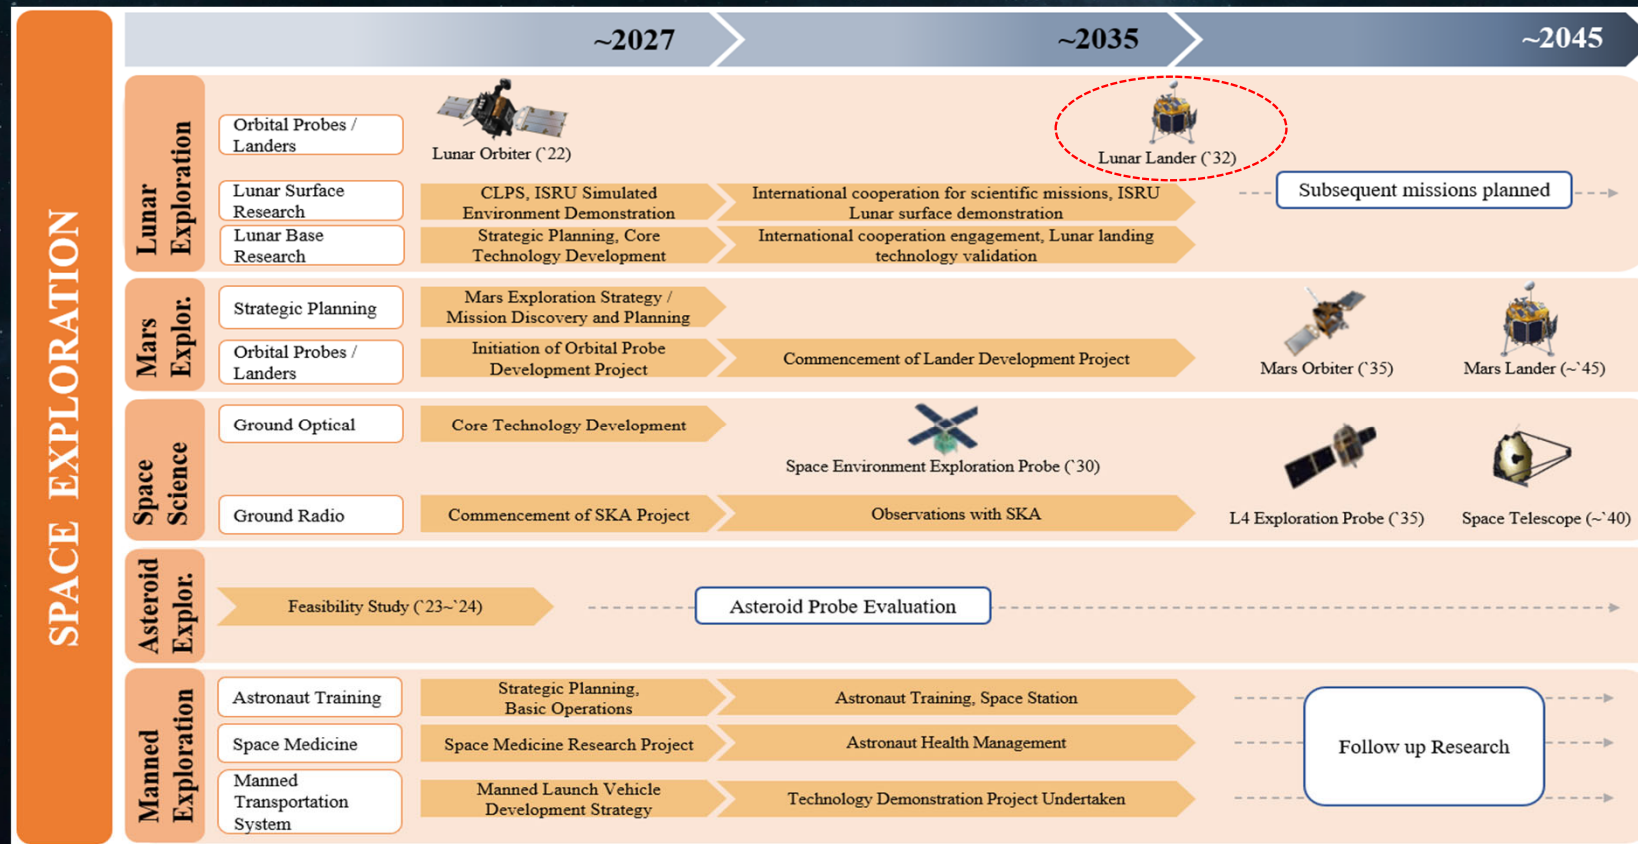 SPACE EXPLORATION
~2027
~2035
~2045
Lunar
Exploration
Orbital Probes /
Landers
Lunar Orbiter (`22)
Lunar Lander (`32)
Lunar Surface
Research
CLPS, ISRU Simulated
Environment Demonstration
International cooperation for scientific missions, ISRU
Lunar surface demonstration
Subsequent missions planned
Lunar Base
Research
Strategic Planning, Core
Technology Development
International cooperation engagement, Lunar landing
technology validation
Mars
Explor.
Strategic Planning
Mars Exploration Strategy /
Mission Discovery and Planning
Orbital Probes /
Landers
Initiation of Orbital Probe
Development Project
Commencement of Lander Development Project
Mars Orbiter (`35)
Mars Lander (~`45)
Space
Science
Ground Optical
Core Technology Development
Space Environment Exploration Probe (`30)
Ground Radio
Commencement of SKA Project
Observations with SKA
L4 Exploration Probe (`35)
Space Telescope (~`40)
Asteroid
Explor.
Feasibility Study (`23~`24)
Asteroid Probe Evaluation
Manned
Exploration
Astronaut Training
Strategic Planning,
Basic Operations
Astronaut Training, Space Station
Space Medicine
Space Medicine Research Project
Astronaut Health Management
Follow up Research
Manned
Transportation
System
Manned Launch Vehicle
Development Strategy
Technology Demonstration Project Undertaken